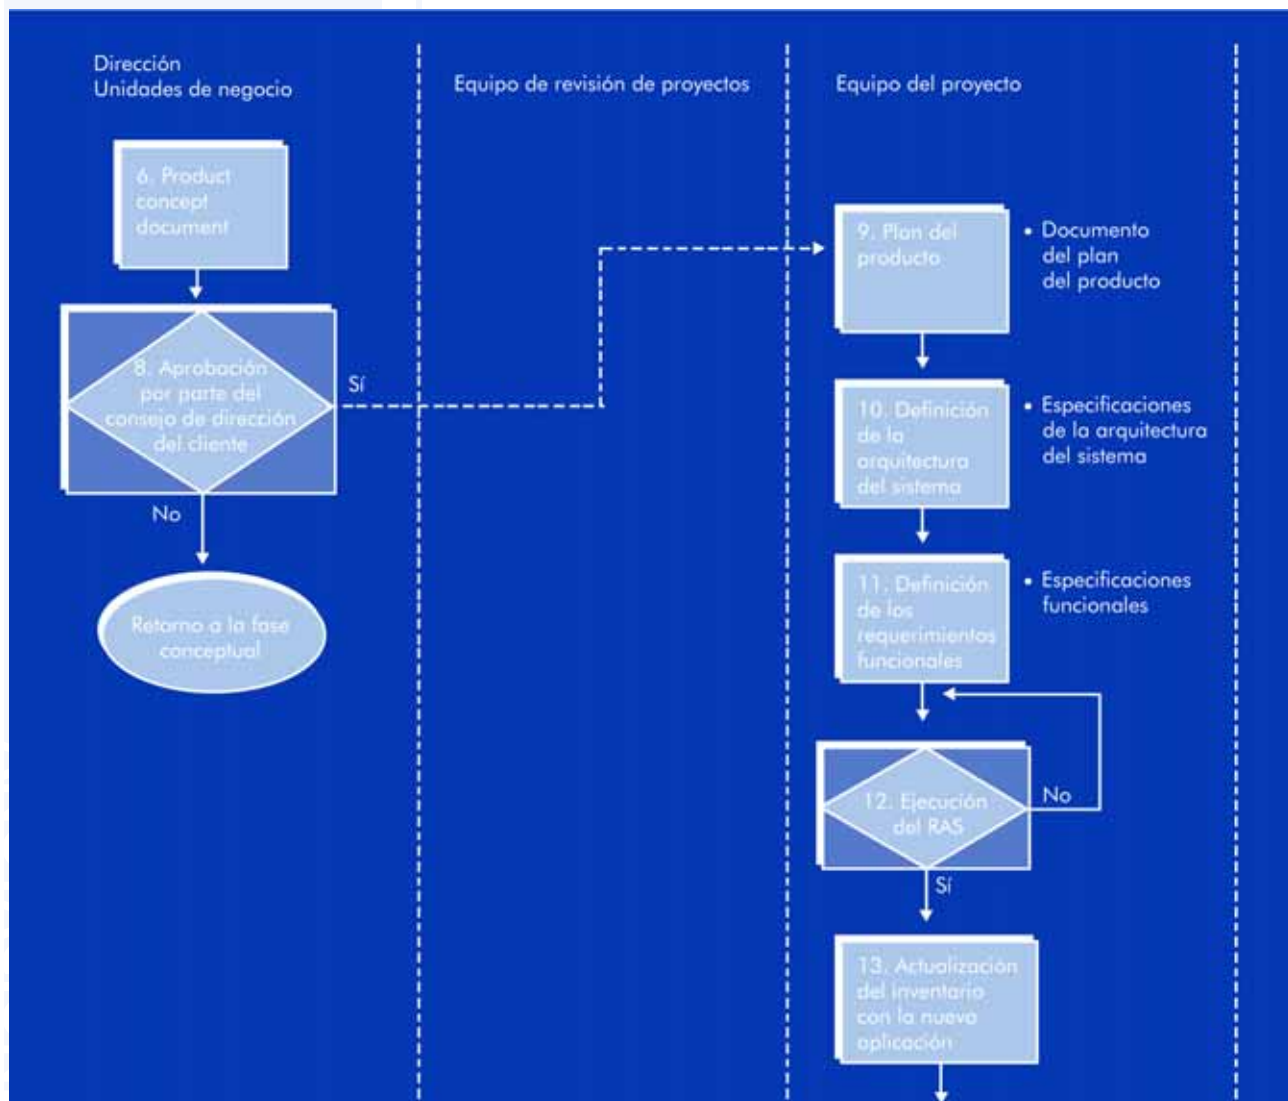 Dirección
Unidades de negocio
Equipo de revisión de proyectos
Equipo del proyecto
6. Product
concept
document
8. Aprobación
por parte del
consejo de dirección
del cliente
Sí
No
Retorno a la fase
conceptual
9. Plan del
producto
• Documento
del plan
del producto
10. Definición
de la
arquitectura
del sistema
• Especificaciones
de la arquitectura
del sistema
11. Definición
de los
requerimientos
funcionales
• Especificaciones
funcionales
12. Ejecución
del RAS
No
Sí
13. Actualización
del inventario
con la nueva
aplicación